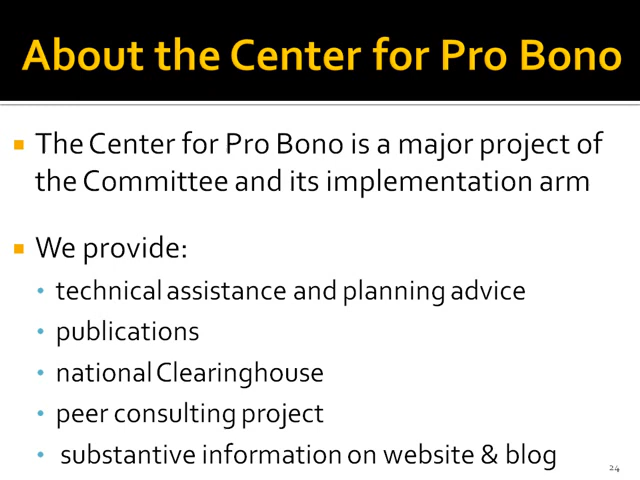 About the Center for Pro Bono
The Center for Pro Bono is a major project of
the Committee and its implementation arm
We provide:
technical assistance and planning advice
publications
national Clearinghouse
peer consulting project
substantive information on website & blog
24